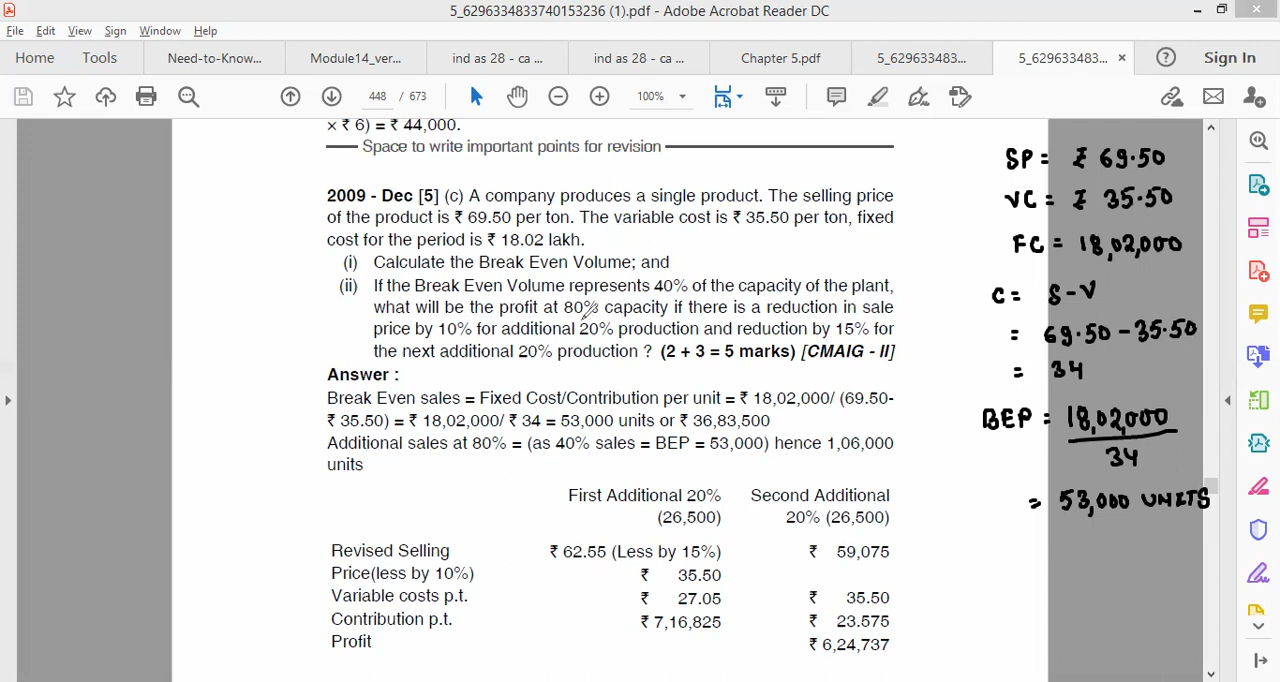 5_6296334833740153236 (1).pdf - Adobe Acrobat Reader DC
File Edit View Sign Window Help
Home Tools Need-to-Know... Module14_ver... ind as 28 - ca ... ind as 28 - ca ... Chapter 5.pdf 5_629633483... 5_629633483... × Sign In
448 / 673 100%
× ₹ 6) = ₹ 44,000.
Space to write important points for revision
2009 - Dec [5] (c) A company produces a single product. The selling price
of the product is ₹ 69.50 per ton. The variable cost is ₹ 35.50 per ton, fixed
cost for the period is ₹ 18.02 lakh.
(i) Calculate the Break Even Volume; and
(ii) If the Break Even Volume represents 40% of the capacity of the plant,
what will be the profit at 80% capacity if there is a reduction in sale
price by 10% for additional 20% production and reduction by 15% for
the next additional 20% production ? (2 + 3 = 5 marks) [CMAIG - II]
Answer :
Break Even sales = Fixed Cost/Contribution per unit = ₹ 18,02,000/ (69.50-
₹ 35.50) = ₹ 18,02,000/ ₹ 34 = 53,000 units or ₹ 36,83,500
Additional sales at 80% = (as 40% sales = BEP = 53,000) hence 1,06,000
units
First Additional 20% Second Additional
(26,500) 20% (26,500)
Revised Selling ₹ 62.55 (Less by 15%) ₹ 59,075
Price(less by 10%) ₹ 35.50
Variable costs p.t. ₹ 27.05 ₹ 35.50
Contribution p.t. ₹ 7,16,825 ₹ 23.575
Profit ₹ 6,24,737
SP = ₹ 69.50
VC = ₹ 35.50
FC = 18,02,000
C = S-V
= 69.50 - 35.50
= 34
BEP = 18,02,000
34
= 53,000 UNITS